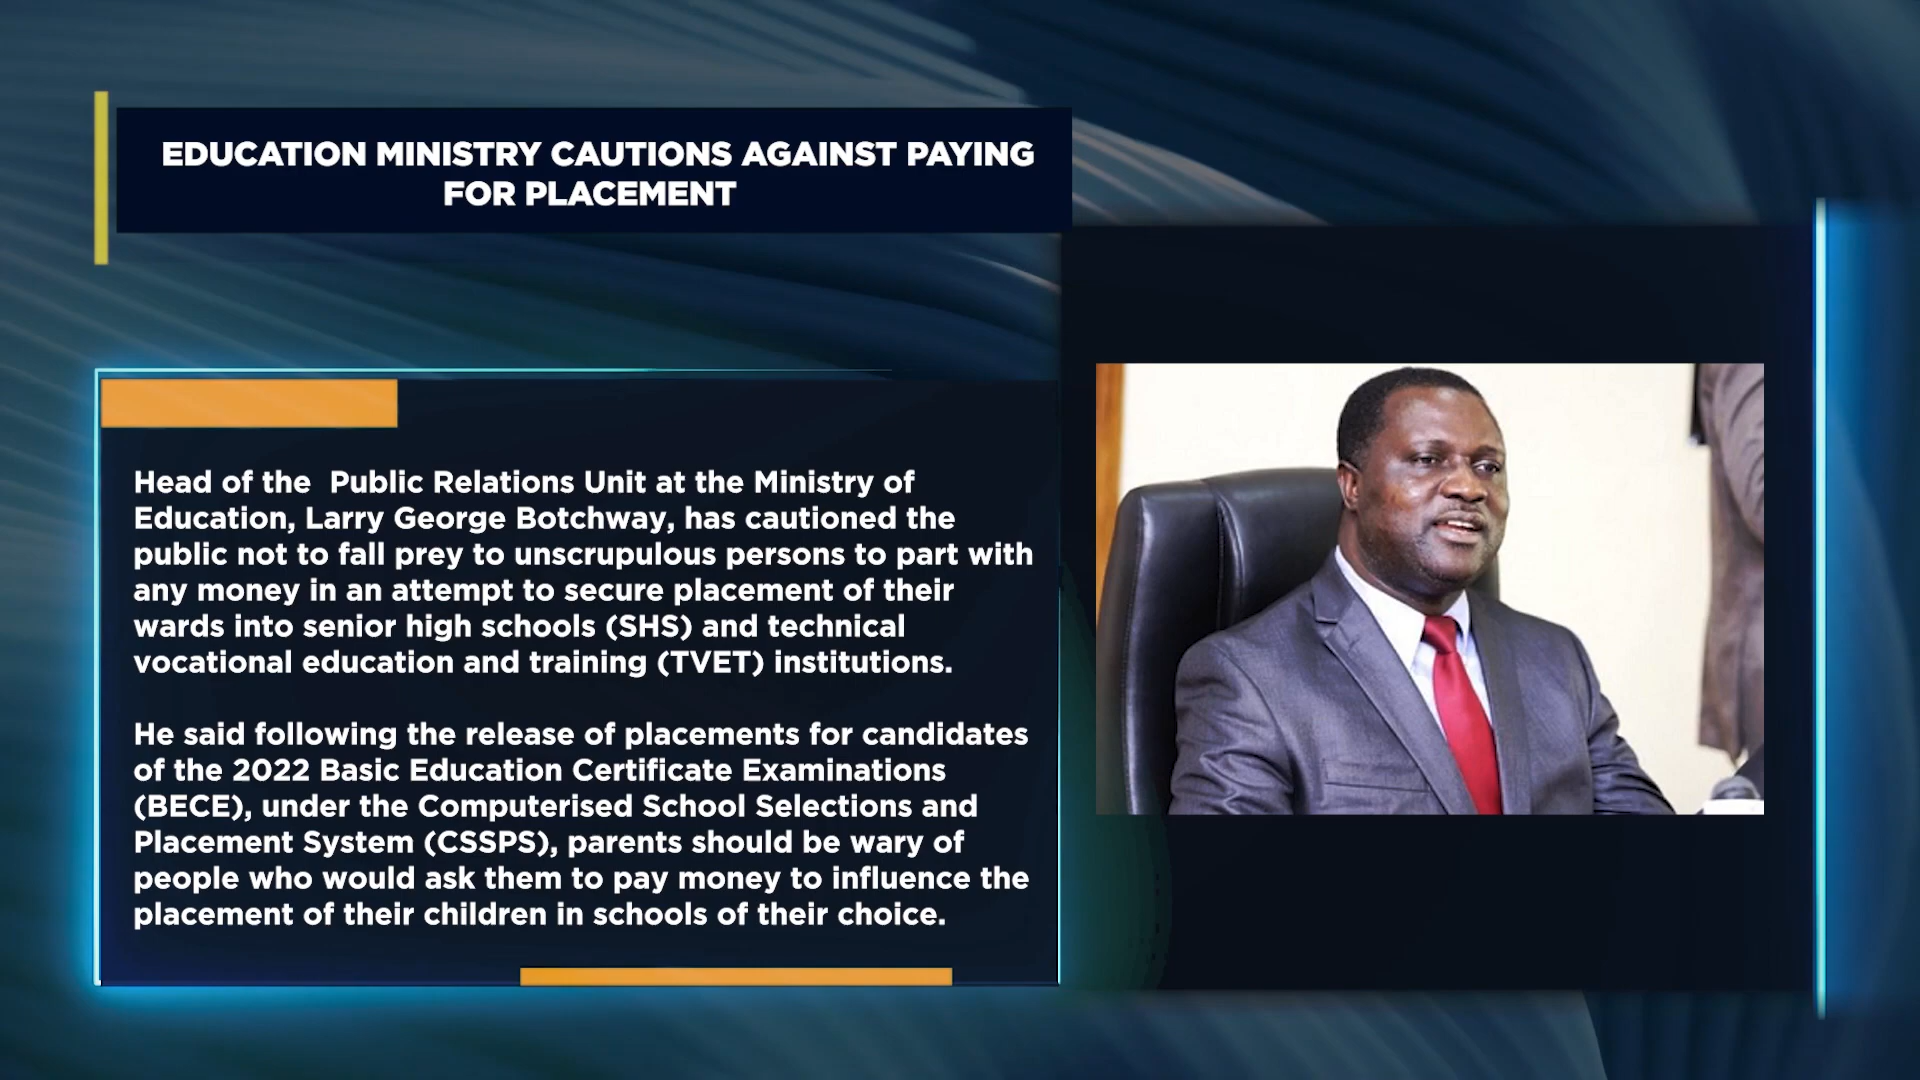 EDUCATION MINISTRY CAUTIONS AGAINST PAYING
FOR PLACEMENT
Head of the  Public Relations Unit at the Ministry of
Education, Larry George Botchway, has cautioned the
public not to fall prey to unscrupulous persons to part with
any money in an attempt to secure placement of their
wards into senior high schools (SHS) and technical
vocational education and training (TVET) institutions.
He said following the release of placements for candidates
of the 2022 Basic Education Certificate Examinations
(BECE), under the Computerised School Selections and
Placement System (CSSPS), parents should be wary of
people who would ask them to pay money to influence the
placement of their children in schools of their choice.